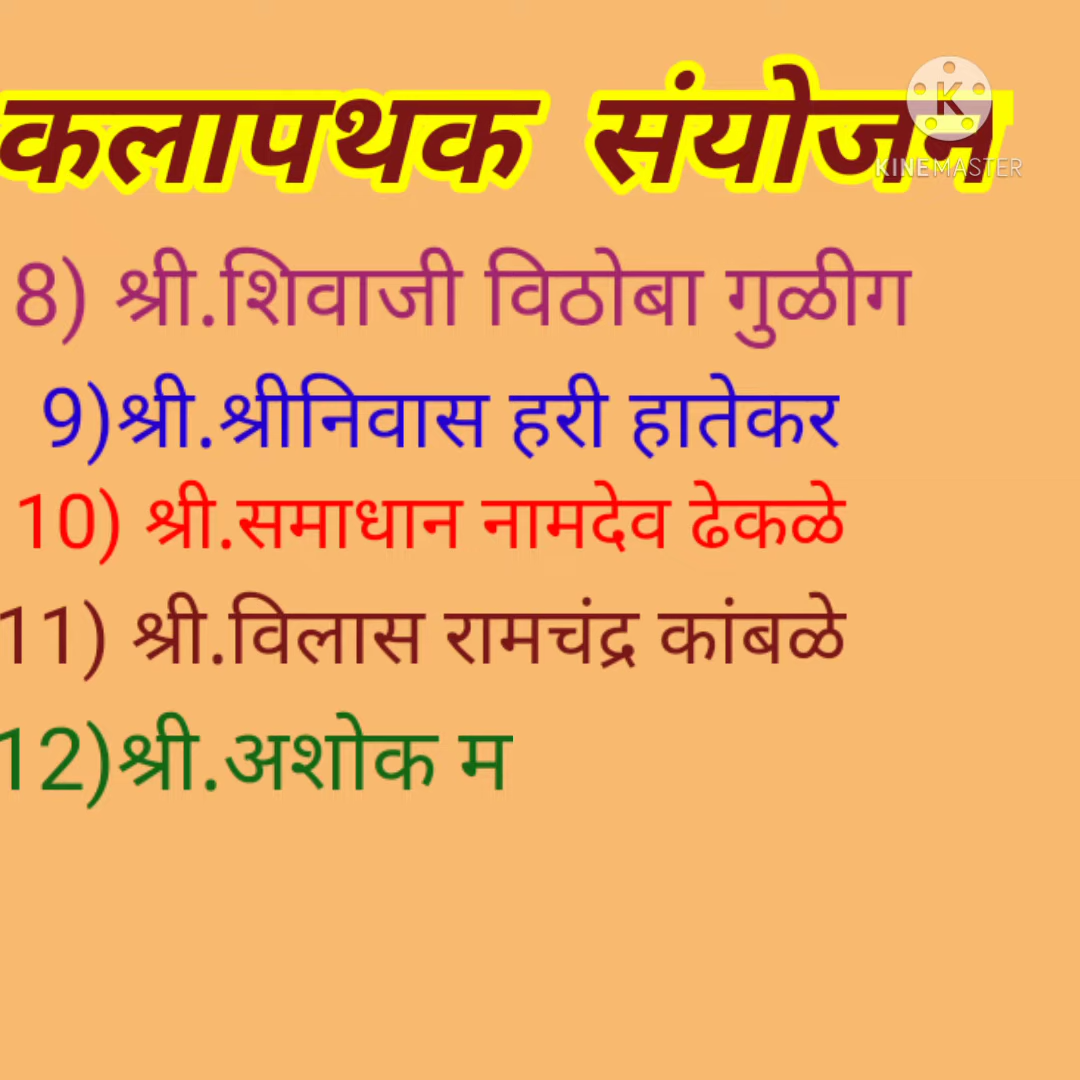 कलापथक संयोजन
KINEMASTER
8) श्री.शिवाजी विठोबा गुळीग
9)श्री.श्रीनिवास हरी हातेकर
10) श्री.समाधान नामदेव ढेकळे
11) श्री.विलास रामचंद्र कांबळे
12)श्री.अशोक म